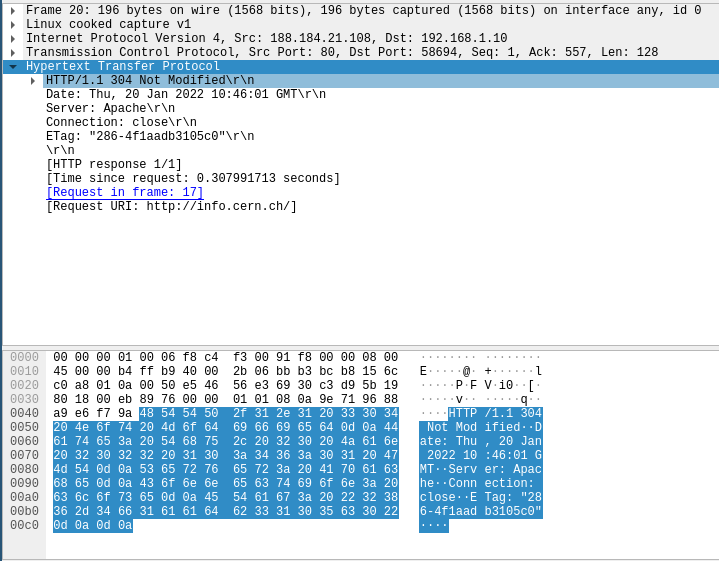 Frame 20: 196 bytes on wire (1568 bits), 196 bytes captured (1568 bits) on interface any, id 0
Linux cooked capture v1
Internet Protocol Version 4, Src: 188.184.21.108, Dst: 192.168.1.10
Transmission Control Protocol, Src Port: 80, Dst Port: 58694, Seq: 1, Ack: 557, Len: 128
Hypertext Transfer Protocol
HTTP/1.1 304 Not Modified\r\n
Date: Thu, 20 Jan 2022 10:46:01 GMT\r\n
Server: Apache\r\n
Connection: close\r\n
ETag: "286-4f1aadb3105c0"\r\n
\r\n
[HTTP response 1/1]
[Time since request: 0.307991713 seconds]
[Request in frame: 17]
[Request URI: http://info.cern.ch/]
0000 00 00 00 01 00 06 f8 c4 f3 00 91 f8 00 00 08 00 ········ ········
0010 45 00 00 b4 ff b9 40 00 2b 06 bb b3 bc b8 15 6c E·····@· +······l
0020 c0 a8 01 0a 00 50 e5 46 56 e3 69 30 c3 d9 5b 19 ·····P·F V·i0··[·
0030 80 18 00 eb 89 76 00 00 01 01 08 0a 9e 71 96 88 ·····v·· ·····q··
0040 a9 e6 f7 9a 48 54 54 50 2f 31 2e 31 20 33 30 34 ····HTTP /1.1 304
0050 20 4e 6f 74 20 4d 6f 64 69 66 69 65 64 0d 0a 44 Not Mod ified··D
0060 61 74 65 3a 20 54 68 75 2c 20 32 30 20 4a 61 6e ate: Thu , 20 Jan
0070 20 32 30 32 32 20 31 30 3a 34 36 3a 30 31 20 47 2022 10 :46:01 G
0080 4d 54 0d 0a 53 65 72 76 65 72 3a 20 41 70 61 63 MT··Serv er: Apac
0090 68 65 0d 0a 43 6f 6e 6e 65 63 74 69 6f 6e 3a 20 he··Conn ection:
00a0 63 6c 6f 73 65 0d 0a 45 54 61 67 3a 20 22 32 38 close··E Tag: "28
00b0 36 2d 34 66 31 61 61 64 62 33 31 30 35 63 30 22 6-4f1aad b3105c0"
00c0 0d 0a 0d 0a ····